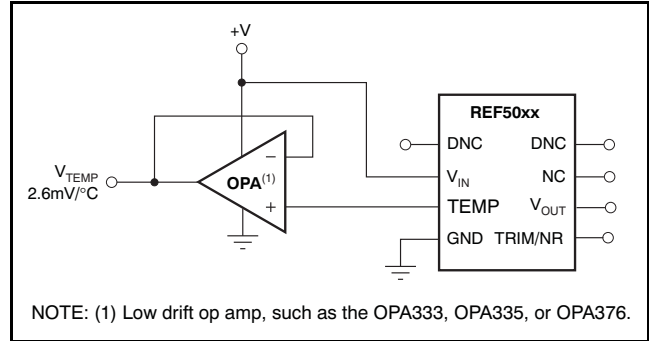 +V
REF50xx
DNC DNC
V_TEMP
2.6mV/°C
OPA(1)
−
+
V_IN NC
TEMP V_OUT
GND TRIM/NR
NOTE: (1) Low drift op amp, such as the OPA333, OPA335, or OPA376.